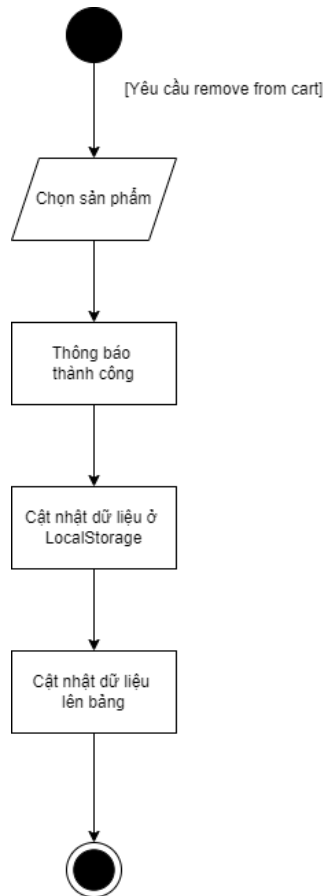 [Yêu cầu remove from cart]
Chọn sản phẩm
Thông báo
thành công
Cật nhật dữ liệu ở
LocalStorage
Cật nhật dữ liệu
lên bảng